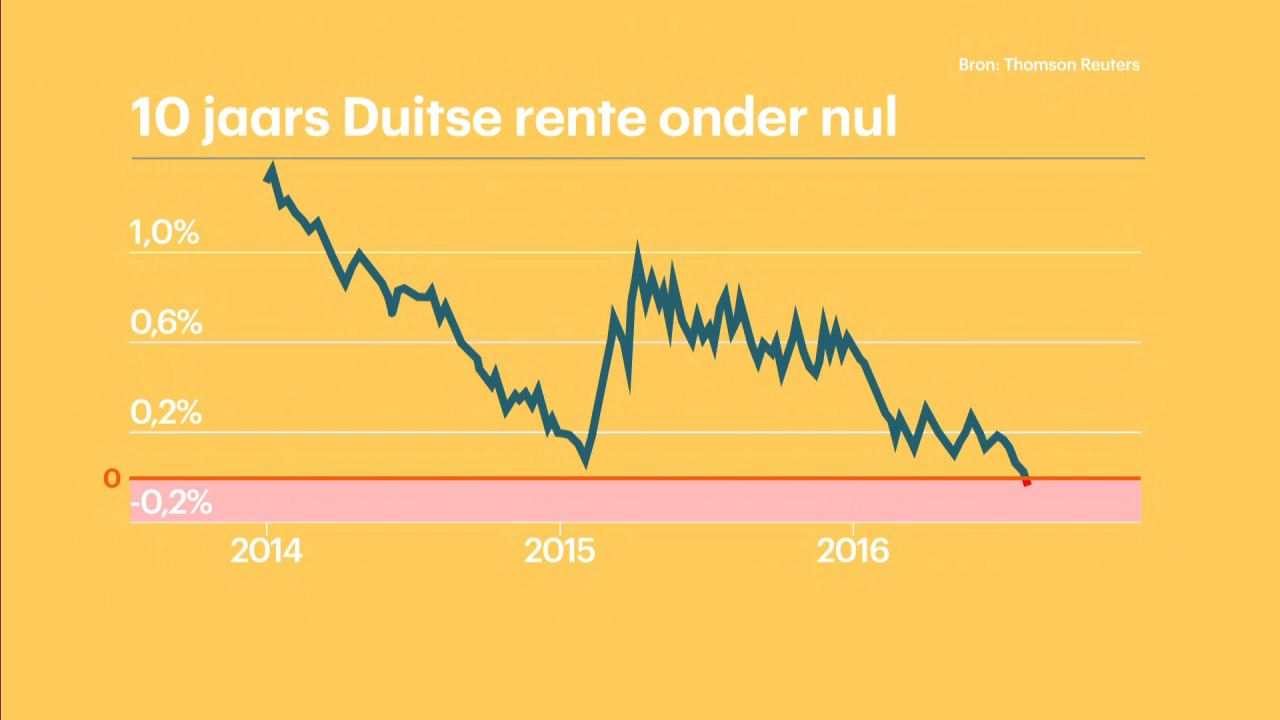 Bron: Thomson Reuters
10 jaars Duitse rente onder nul
1,0%
0,6%
0,2%
0
-0,2%
2014 2015 2016